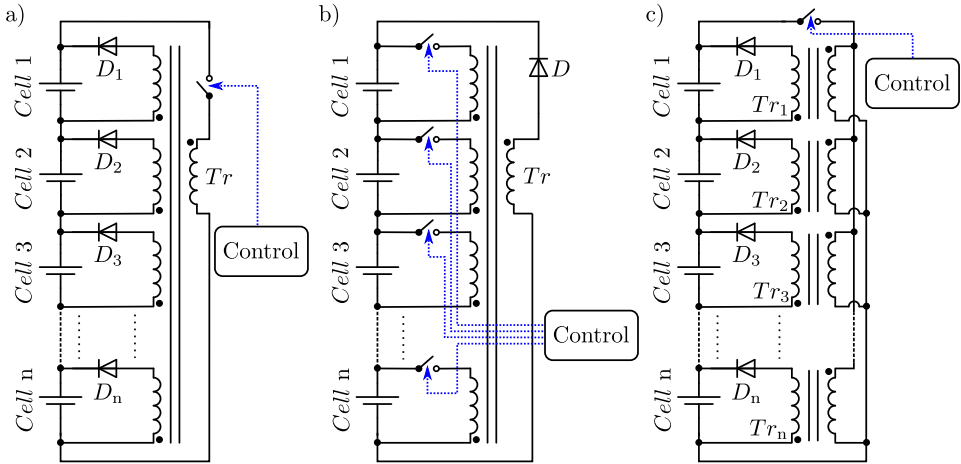 a)
Cell 1
D1
Cell 2
D2
Cell 3
D3
Cell n
Dn
Tr
Control
b)
Cell 1
Cell 2
Cell 3
Cell n
D
Tr
Control
c)
Cell 1
D1
Tr1
Cell 2
D2
Tr2
Cell 3
D3
Tr3
Cell n
Dn
Trn
Control